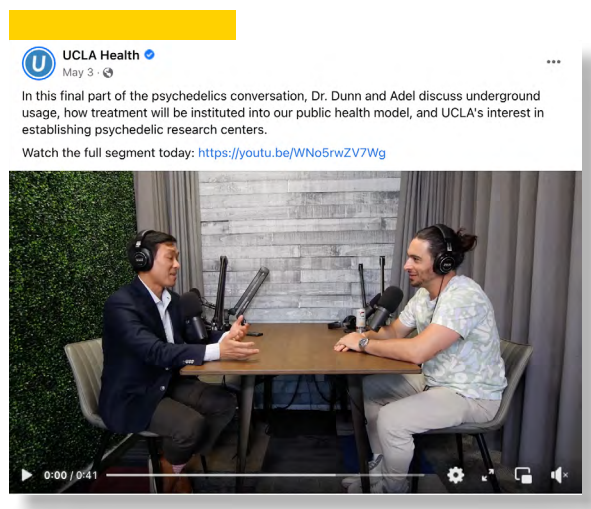 UCLA Health
May 3 ·
In this final part of the psychedelics conversation, Dr. Dunn and Adel discuss underground
usage, how treatment will be instituted into our public health model, and UCLA's interest in
establishing psychedelic research centers.
Watch the full segment today: https://youtu.be/WNo5rwZV7Wg
0:00 / 0:41